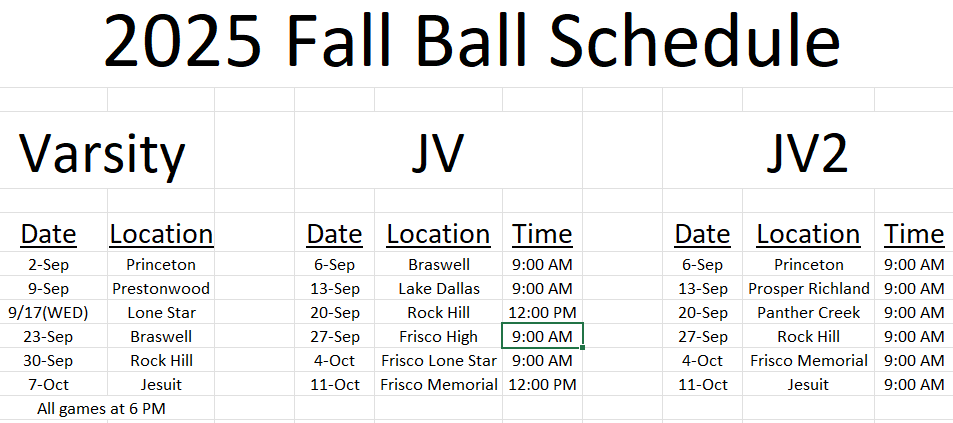 2025 Fall Ball Schedule
Varsity JV JV2
Date Location Date Location Time Date Location Time
2-Sep Princeton 6-Sep Braswell 9:00 AM 6-Sep Princeton 9:00 AM
9-Sep Prestonwood 13-Sep Lake Dallas 9:00 AM 13-Sep Prosper Richland 9:00 AM
9/17(WED) Lone Star 20-Sep Rock Hill 12:00 PM 20-Sep Panther Creek 9:00 AM
23-Sep Braswell 27-Sep Frisco High 9:00 AM 27-Sep Rock Hill 9:00 AM
30-Sep Rock Hill 4-Oct Frisco Lone Star 9:00 AM 4-Oct Frisco Memorial 9:00 AM
7-Oct Jesuit 11-Oct Frisco Memorial 12:00 PM 11-Oct Jesuit 9:00 AM
All games at 6 PM